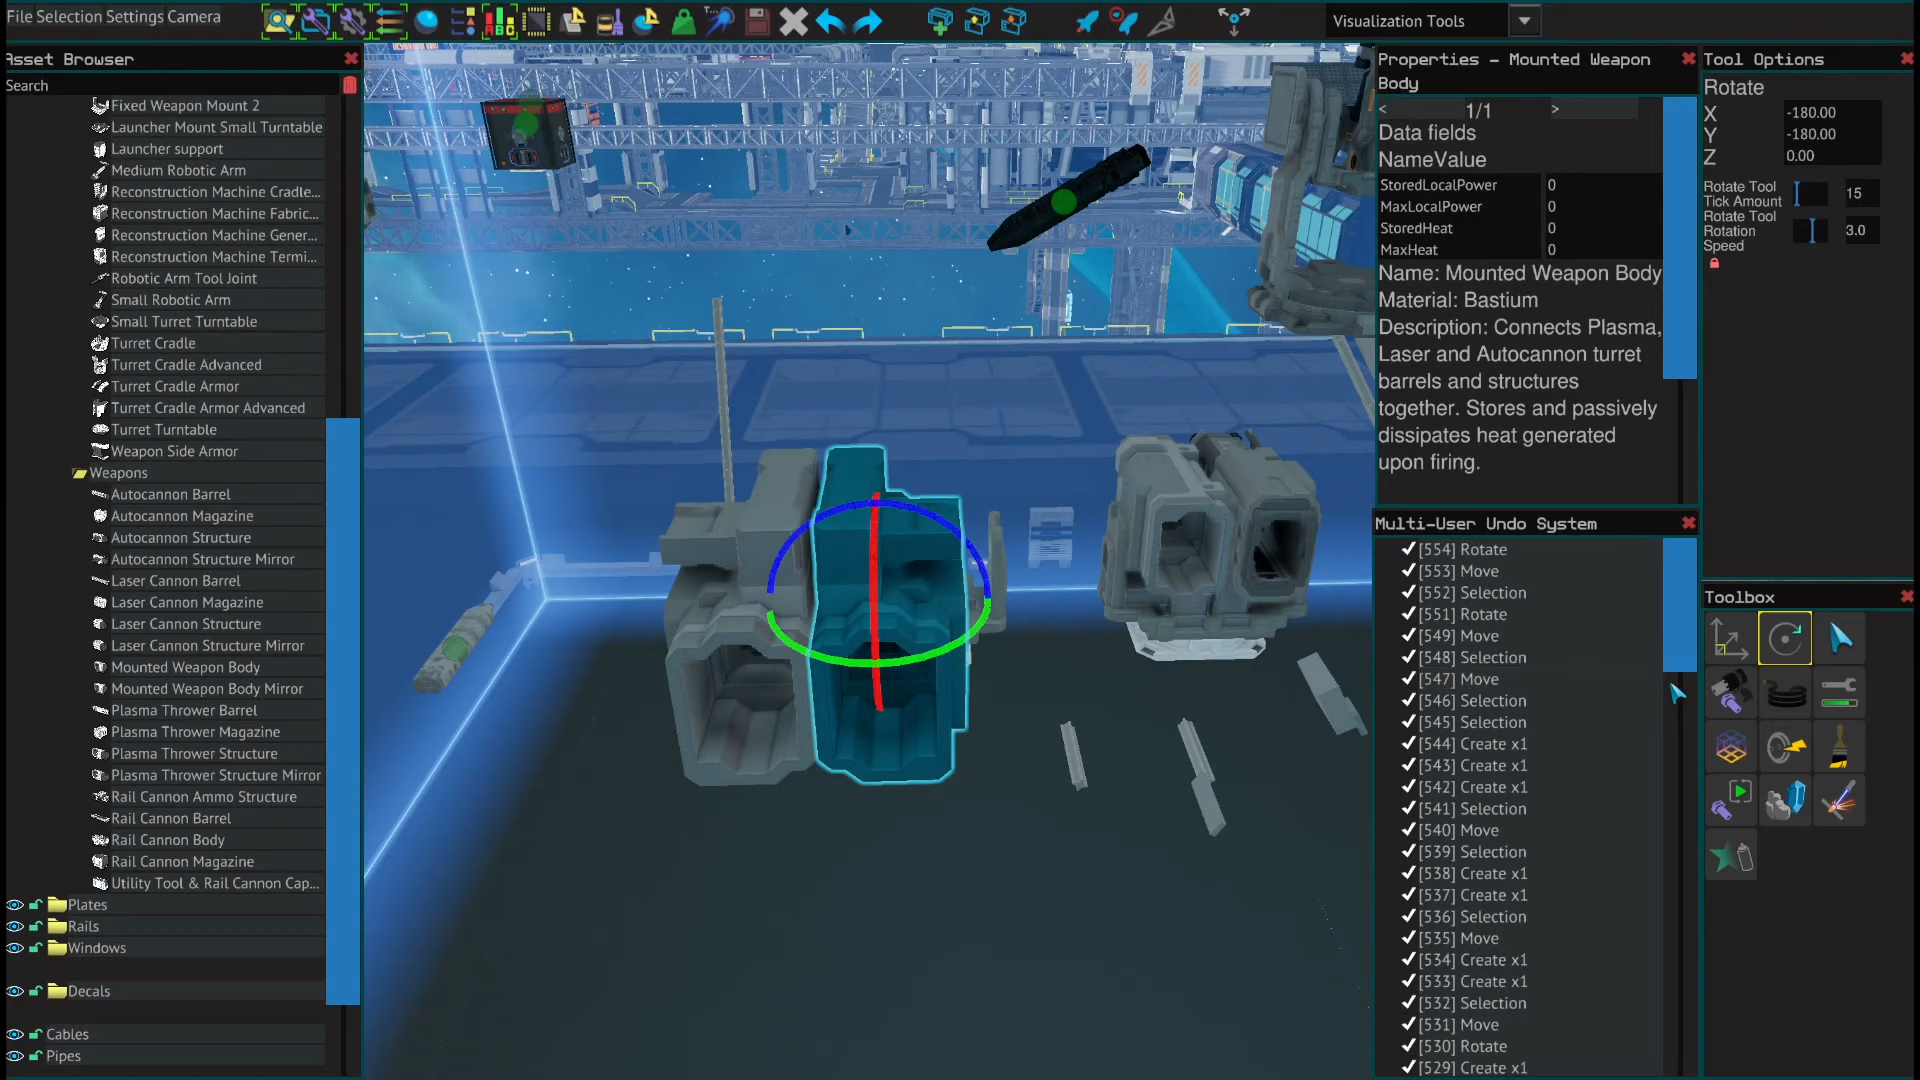 File Selection Settings Camera
Visualization Tools
Asset Browser
Search
Fixed Weapon Mount 2
Launcher Mount Small Turntable
Launcher support
Medium Robotic Arm
Reconstruction Machine Cradle...
Reconstruction Machine Fabric...
Reconstruction Machine Gener...
Reconstruction Machine Termi...
Robotic Arm Tool Joint
Small Robotic Arm
Small Turret Turntable
Turret Cradle
Turret Cradle Advanced
Turret Cradle Armor
Turret Cradle Armor Advanced
Turret Turntable
Weapon Side Armor
Weapons
Autocannon Barrel
Autocannon Magazine
Autocannon Structure
Autocannon Structure Mirror
Laser Cannon Barrel
Laser Cannon Magazine
Laser Cannon Structure
Laser Cannon Structure Mirror
Mounted Weapon Body
Mounted Weapon Body Mirror
Plasma Thrower Barrel
Plasma Thrower Magazine
Plasma Thrower Structure
Plasma Thrower Structure Mirror
Rail Cannon Ammo Structure
Rail Cannon Barrel
Rail Cannon Body
Rail Cannon Magazine
Utility Tool & Rail Cannon Cap...
Plates
Rails
Windows
Decals
Cables
Pipes
Properties - Mounted Weapon
Body
< 1/1 >
Data fields
NameValue
StoredLocalPower 0
MaxLocalPower 0
StoredHeat 0
MaxHeat 0
Name: Mounted Weapon Body
Material: Bastium
Description: Connects Plasma,
Laser and Autocannon turret
barrels and structures
together. Stores and passively
dissipates heat generated
upon firing.
Multi-User Undo System
[554] Rotate
[553] Move
[552] Selection
[551] Rotate
[549] Move
[548] Selection
[547] Move
[546] Selection
[545] Selection
[544] Create x1
[543] Create x1
[542] Create x1
[541] Selection
[540] Move
[539] Selection
[538] Create x1
[537] Create x1
[536] Selection
[535] Move
[534] Create x1
[533] Create x1
[532] Selection
[531] Move
[530] Rotate
[529] Create x1
Tool Options
Rotate
X -180.00
Y -180.00
Z 0.00
Rotate Tool
Tick Amount 15
Rotate Tool
Rotation 3.0
Speed
Toolbox